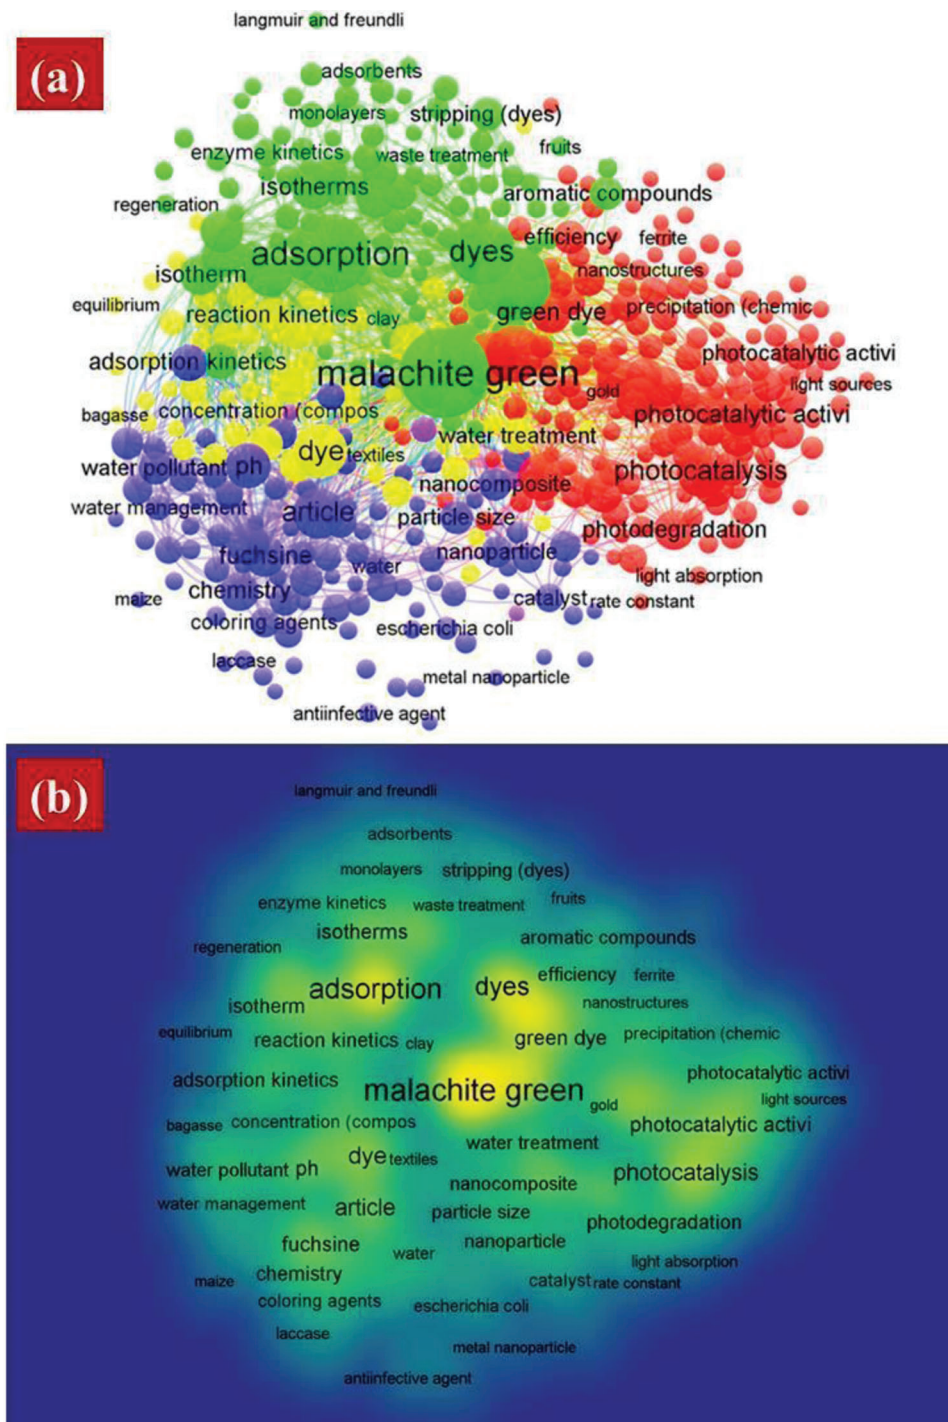 langmuir and freundli
(a)
adsorbents
monolayers
stripping (dyes)
enzyme kinetics
waste treatment
fruits
isotherms
aromatic compounds
regeneration
adsorption
dyes
efficiency
ferrite
isotherm
nanostructures
equilibrium
reaction kinetics
clay
green dye
precipitation (chemic
adsorption kinetics
photocatalytic activi
malachite green
gold
light sources
bagasse
concentration (compos
photocatalytic activi
dye
textiles
water treatment
water pollutant
ph
nanocomposite
photocatalysis
water management
article
particle size
photodegradation
fuchsine
water
nanoparticle
light absorption
maize
chemistry
catalyst
rate constant
coloring agents
escherichia coli
laccase
metal nanoparticle
antiinfective agent
(b)
langmuir and freundli
adsorbents
monolayers
stripping (dyes)
enzyme kinetics
waste treatment
fruits
isotherms
aromatic compounds
regeneration
adsorption
dyes
efficiency
ferrite
isotherm
nanostructures
equilibrium
reaction kinetics
clay
green dye
precipitation (chemic
adsorption kinetics
photocatalytic activi
malachite green
gold
light sources
bagasse
concentration (compos
photocatalytic activi
dye
textiles
water treatment
water pollutant
ph
nanocomposite
photocatalysis
water management
article
particle size
photodegradation
fuchsine
water
nanoparticle
light absorption
maize
chemistry
catalyst
rate constant
coloring agents
escherichia coli
laccase
metal nanoparticle
antiinfective agent